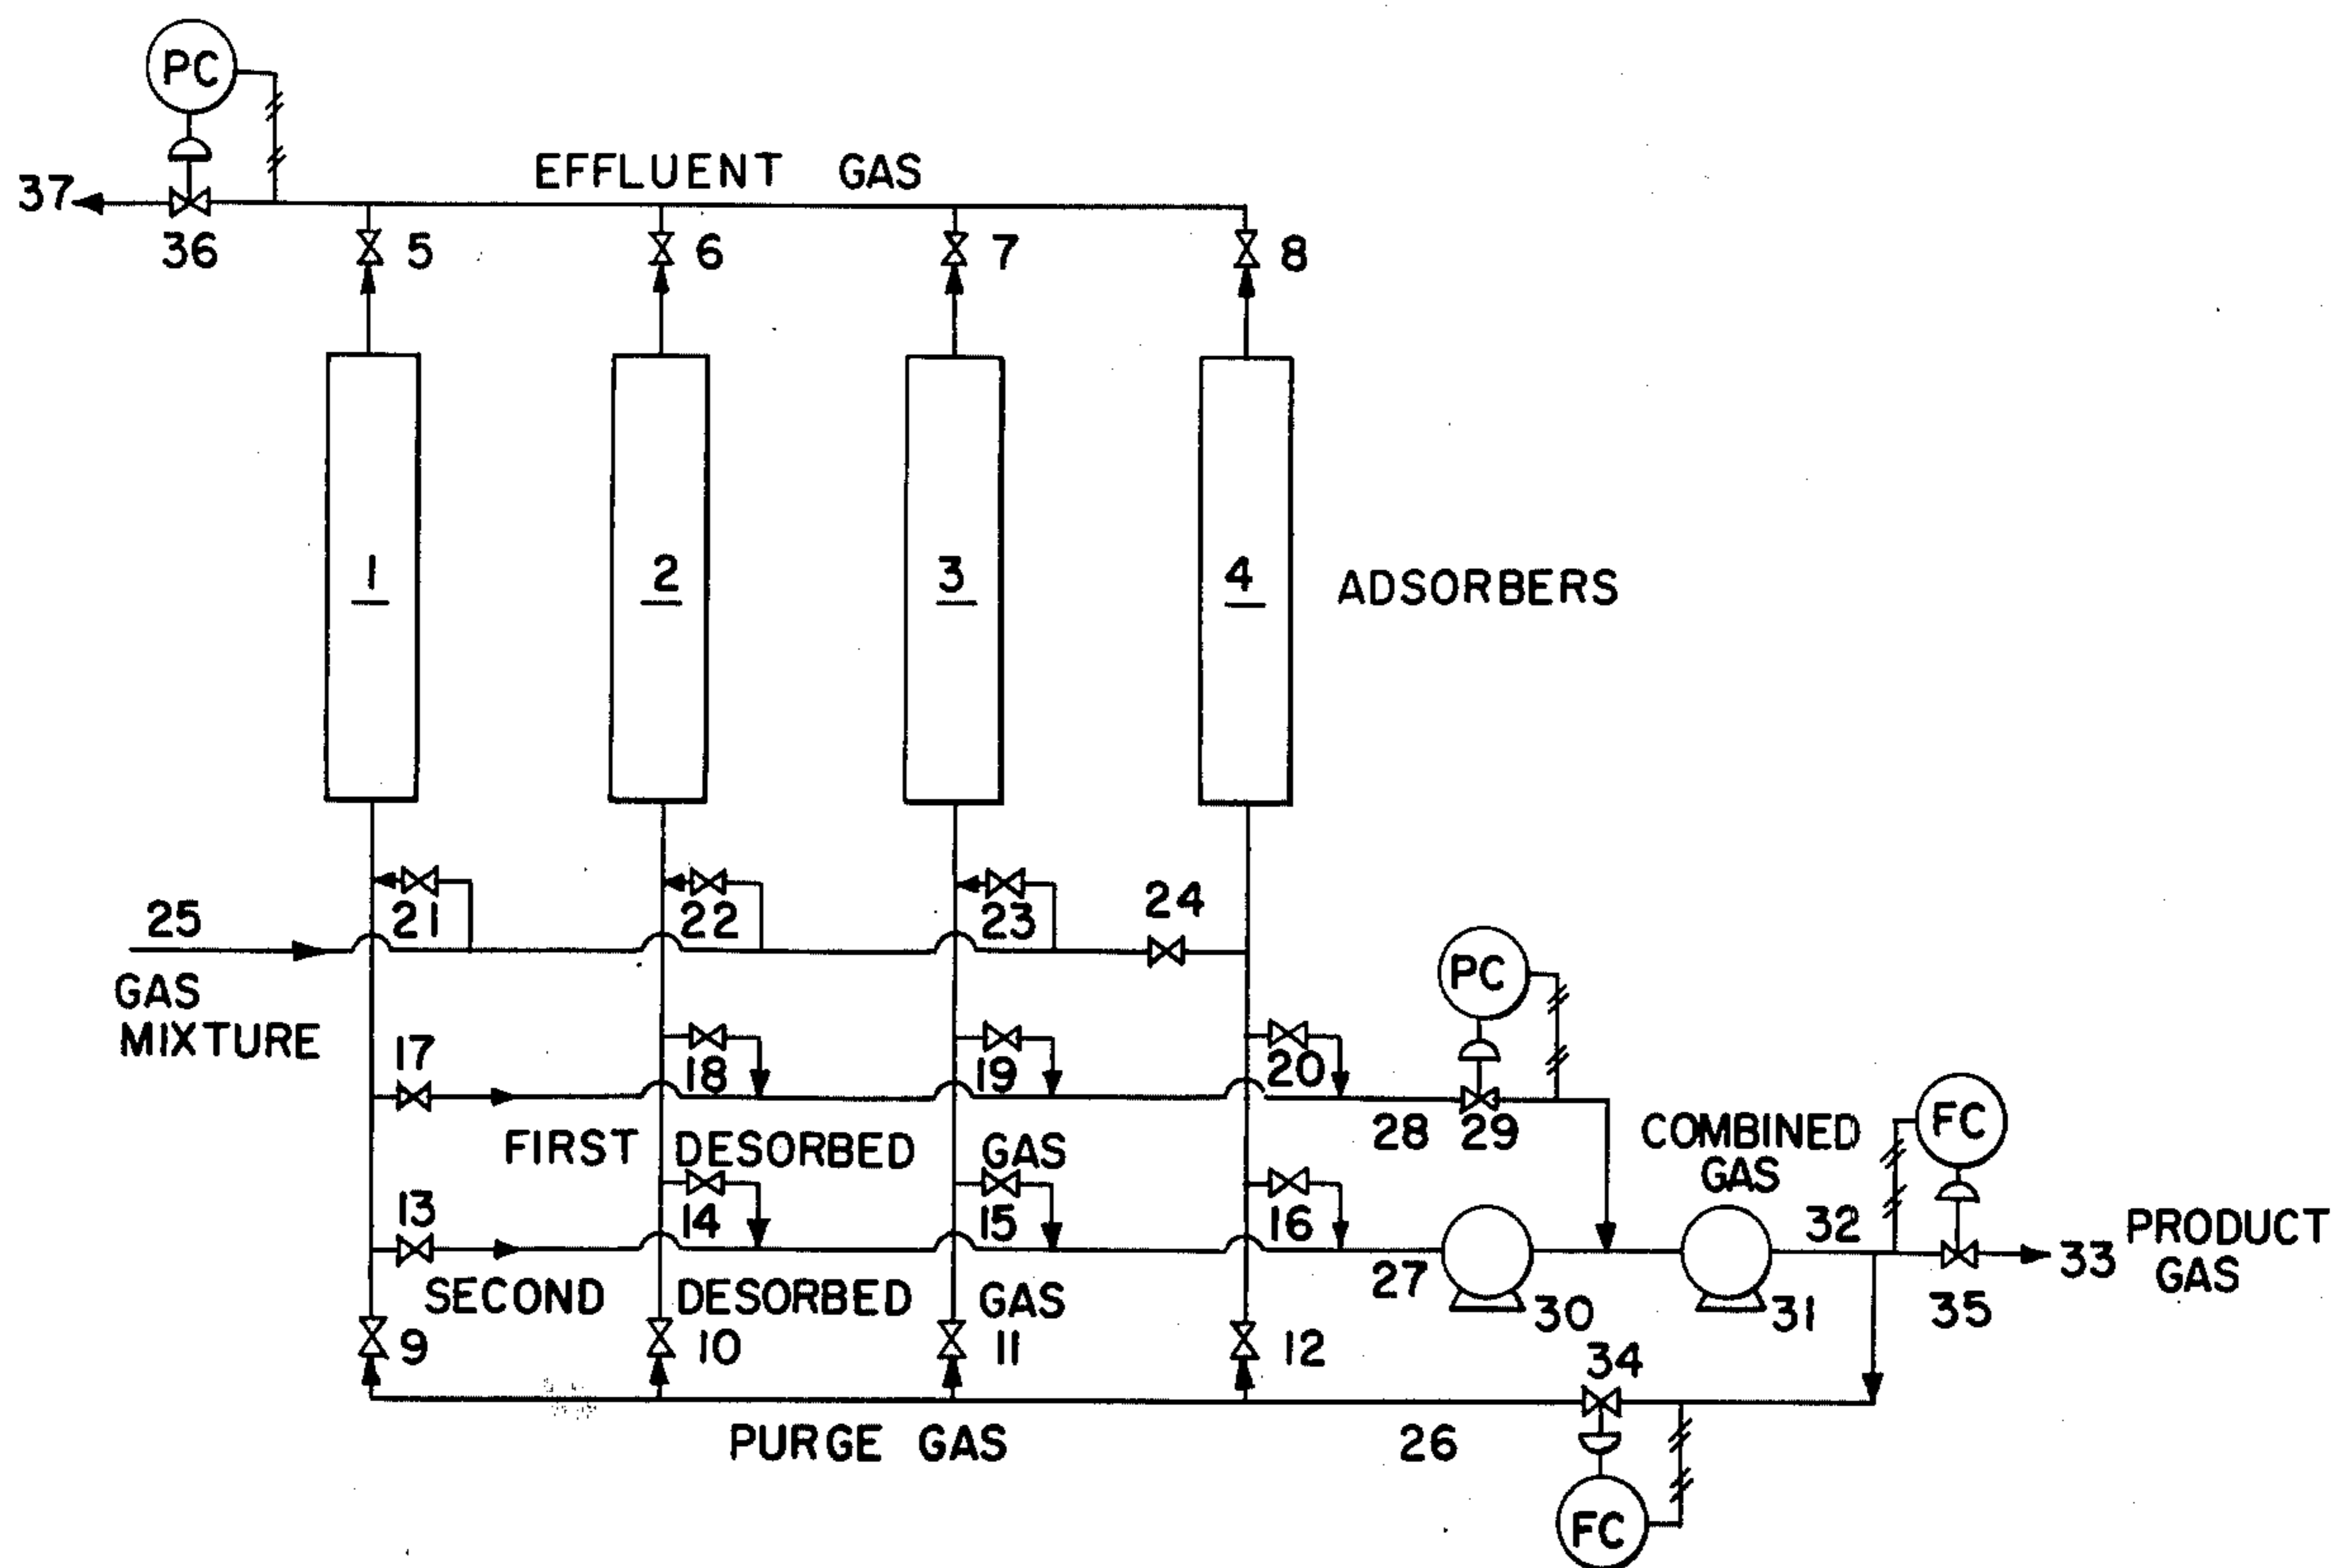 PC
EFFLUENT GAS
37
36
5
6
7
8
1
2
3
4
ADSORBERS
25
21
22
23
24
GAS
MIXTURE
PC
17
18
19
20
28
29
FIRST DESORBED GAS
COMBINED
GAS
FC
13
14
15
16
32
PRODUCT
GAS
33
27
SECOND DESORBED GAS
30
31
35
9
10
11
12
34
PURGE GAS
26
FC